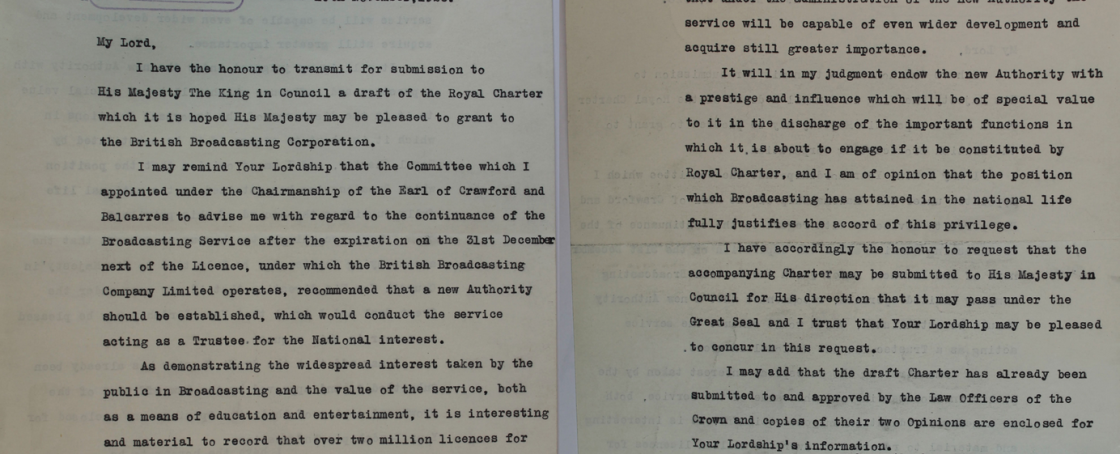 My Lord,
I have the honour to transmit for submission to
His Majesty The King in Council a draft of the Royal Charter
which it is hoped His Majesty may be pleased to grant to
the British Broadcasting Corporation.
I may remind Your Lordship that the Committee which I
appointed under the Chairmanship of the Earl of Crawford and
Balcarres to advise me with regard to the continuance of the
Broadcasting Service after the expiration on the 31st December
next of the Licence, under which the British Broadcasting
Company Limited operates, recommended that a new Authority
should be established, which would conduct the service
acting as a Trustee for the National interest.
As demonstrating the widespread interest taken by the
public in Broadcasting and the value of the service, both
as a means of education and entertainment, it is interesting
and material to record that over two million licences for
that under the administration of the new Authority the
service will be capable of even wider development and
acquire still greater importance.
It will in my judgment endow the new Authority with
a prestige and influence which will be of special value
to it in the discharge of the important functions in
which it is about to engage if it be constituted by
Royal Charter, and I am of opinion that the position
which Broadcasting has attained in the national life
fully justifies the accord of this privilege.
I have accordingly the honour to request that the
accompanying Charter may be submitted to His Majesty in
Council for His direction that it may pass under the
Great Seal and I trust that Your Lordship may be pleased
to concur in this request.
I may add that the draft Charter has already been
submitted to and approved by the Law Officers of the
Crown and copies of their two Opinions are enclosed for
Your Lordship's information.